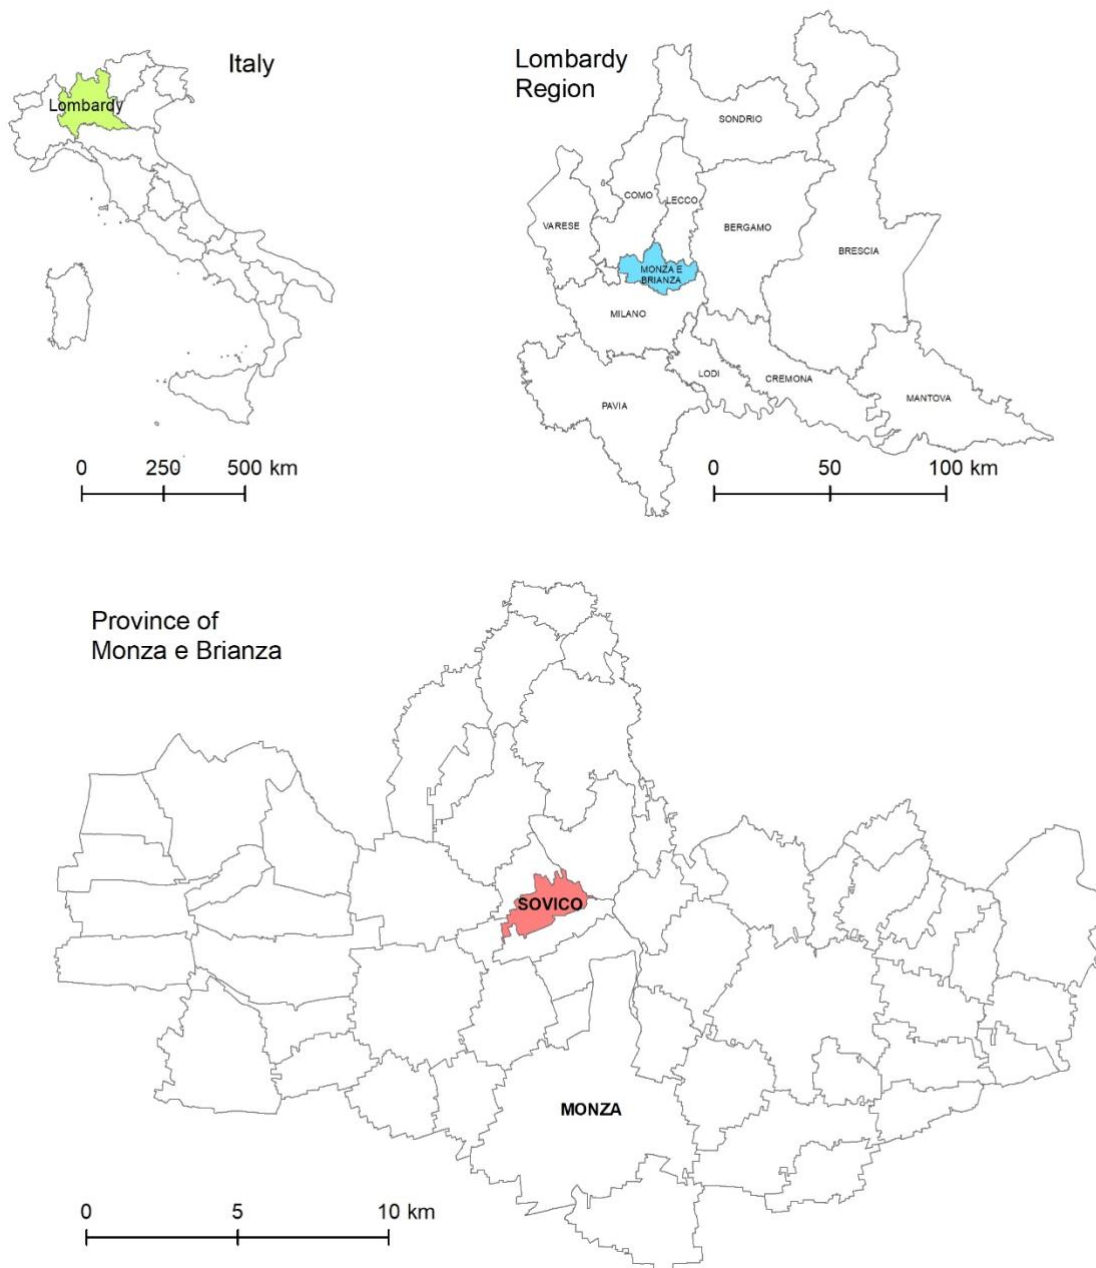 Italy
Lombardy
0 250 500 km
Lombardy
Region
SONDRIO
COMO
LECCO
VARESE
BERGAMO
BRESCIA
MONZA E
BRIANZA
MILANO
LODI
CREMONA
PAVIA
MANTOVA
0 50 100 km
Province of
Monza e Brianza
SOVICO
MONZA
0 5 10 km